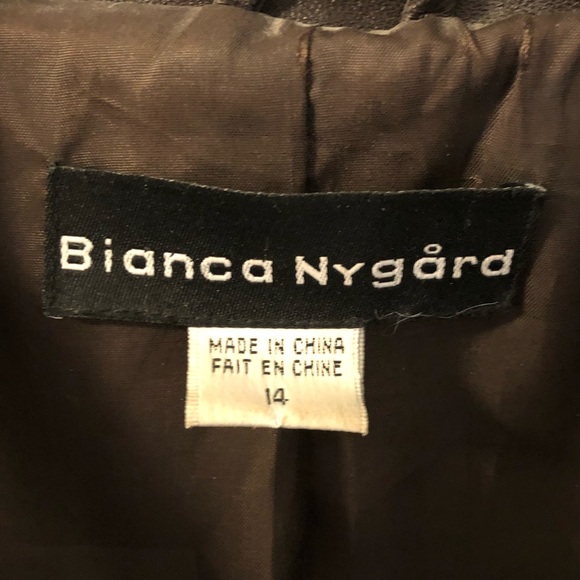 Bianca Nygård
MADE IN CHINA
FAIT EN CHINE
14